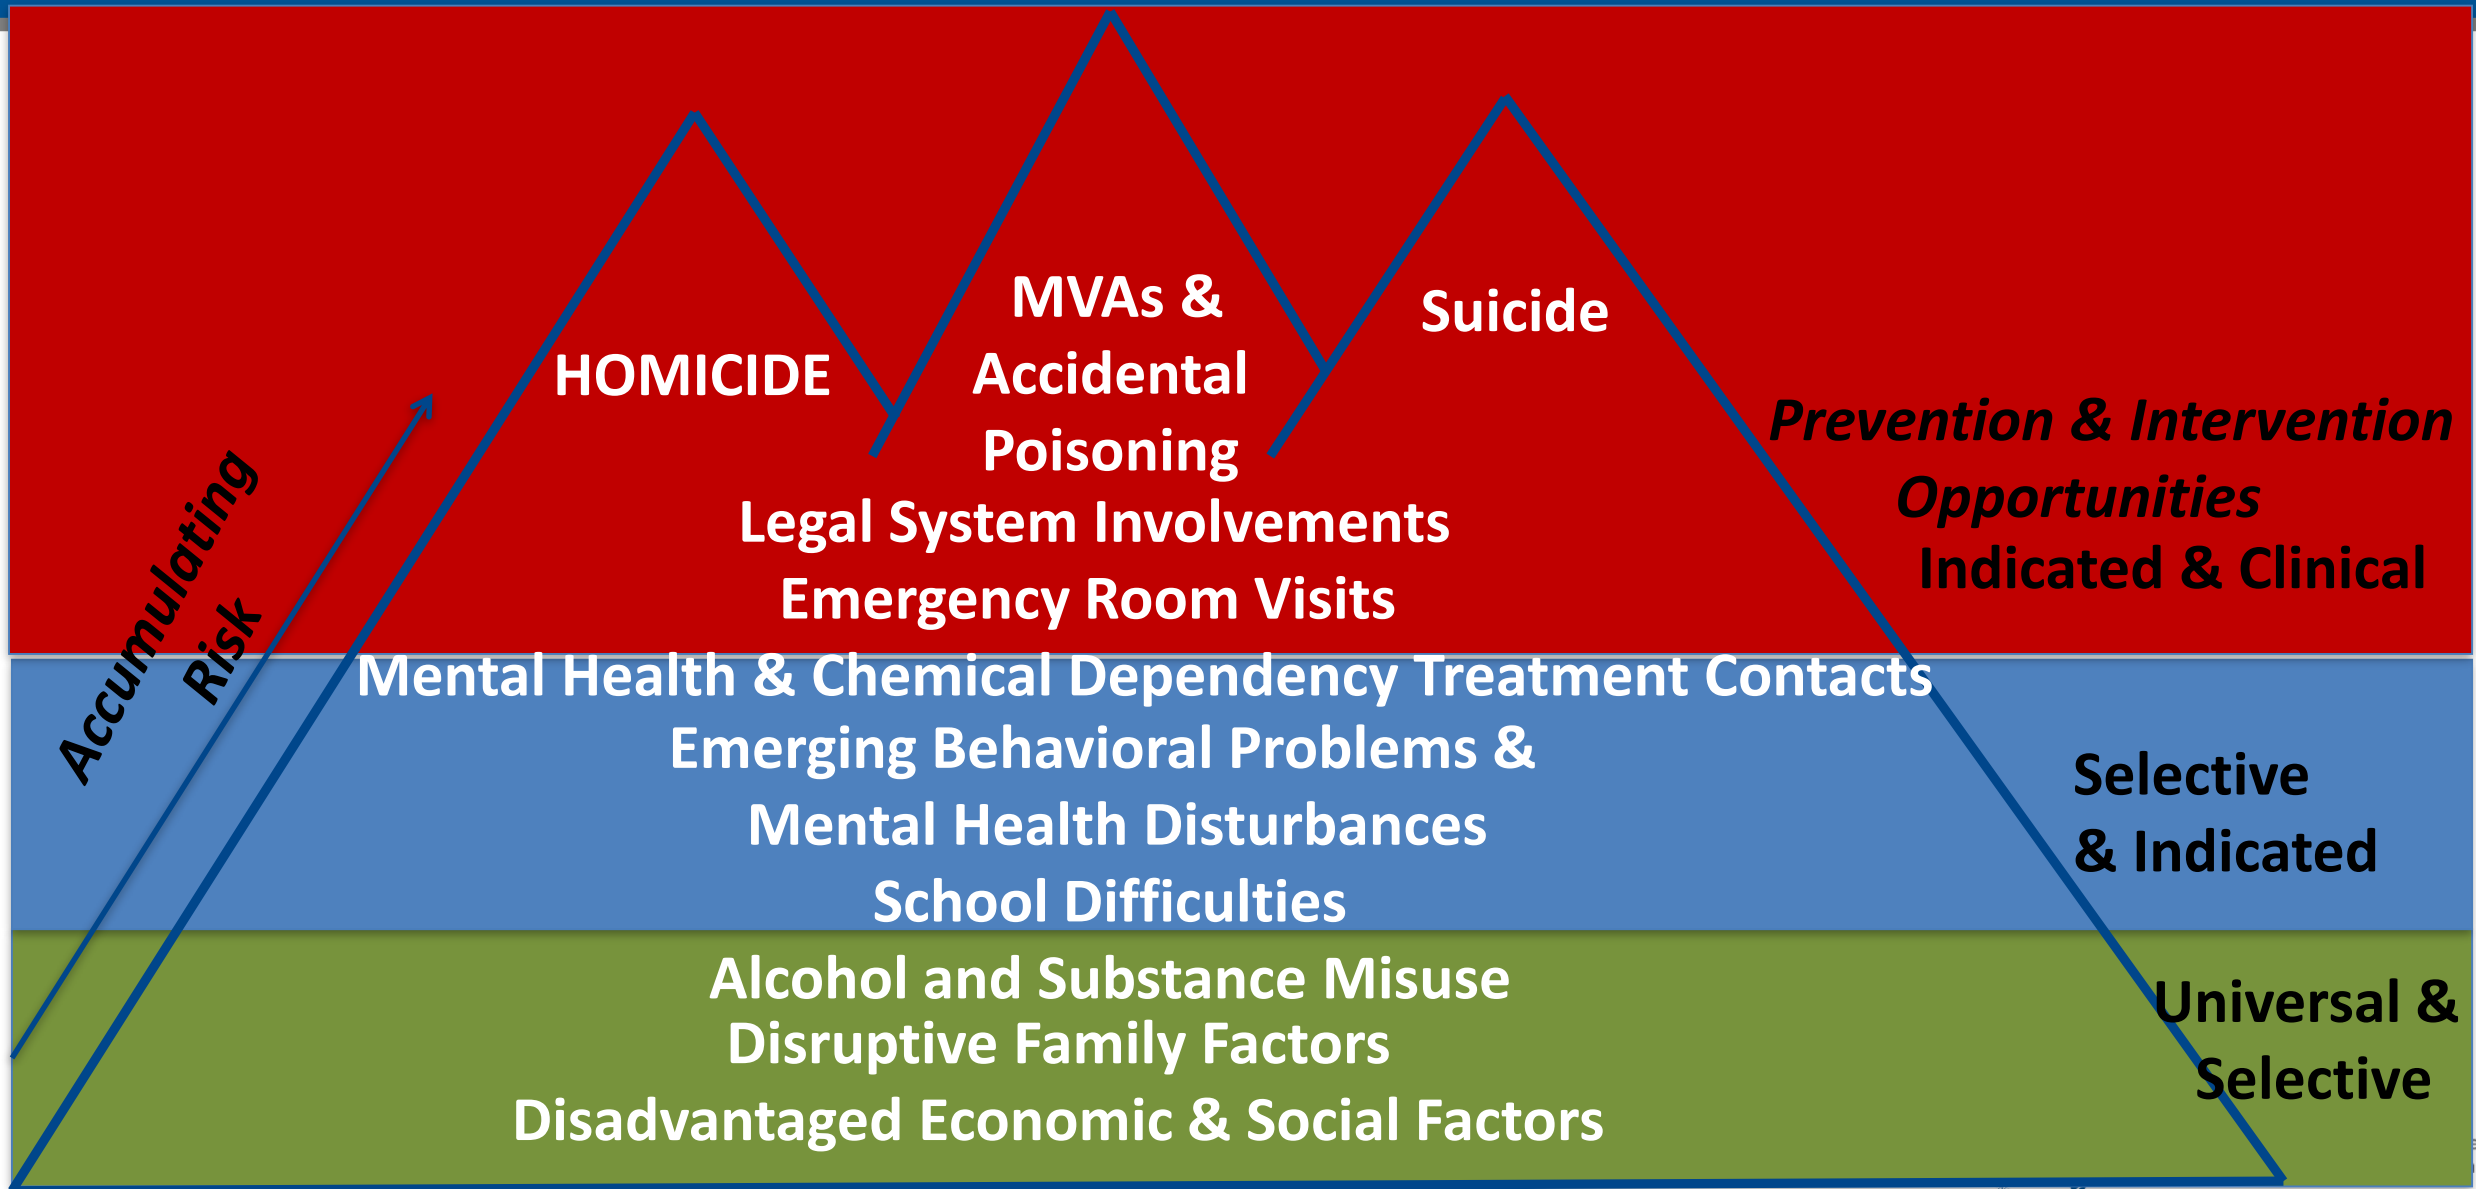 HOMICIDE
MVAs &
Accidental
Poisoning
Suicide
Legal System Involvements
Emergency Room Visits
Mental Health & Chemical Dependency Treatment Contacts
Emerging Behavioral Problems &
Mental Health Disturbances
School Difficulties
Alcohol and Substance Misuse
Disruptive Family Factors
Disadvantaged Economic & Social Factors
Accumulating
Risk
Prevention & Intervention
Opportunities
Indicated & Clinical
Selective
& Indicated
Universal &
Selective